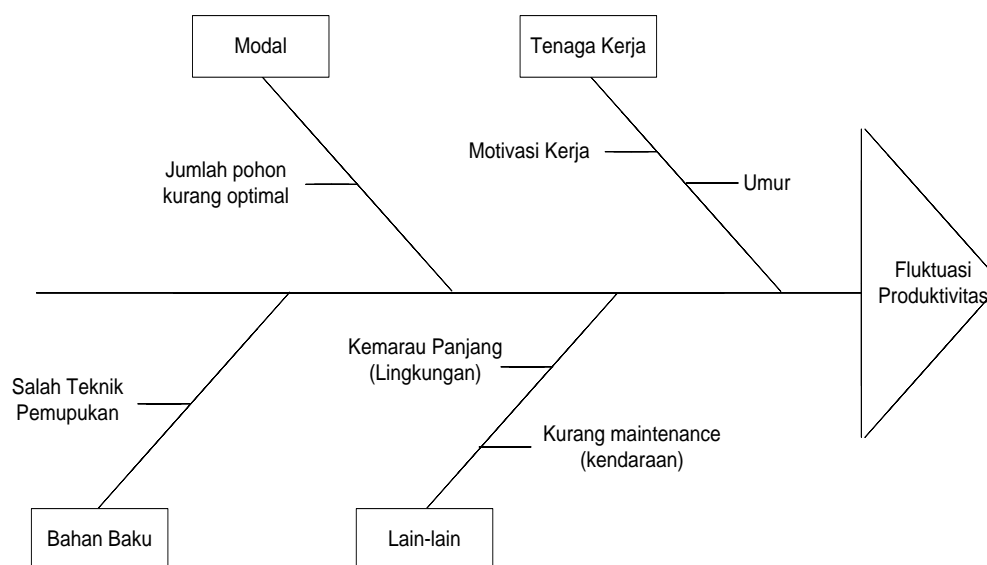 Modal
Tenaga Kerja
Motivasi Kerja
Jumlah pohon
kurang optimal
Umur
Fluktuasi
Produktivitas
Kemarau Panjang
(Lingkungan)
Salah Teknik
Pemupukan
Kurang maintenance
(kendaraan)
Bahan Baku
Lain-lain